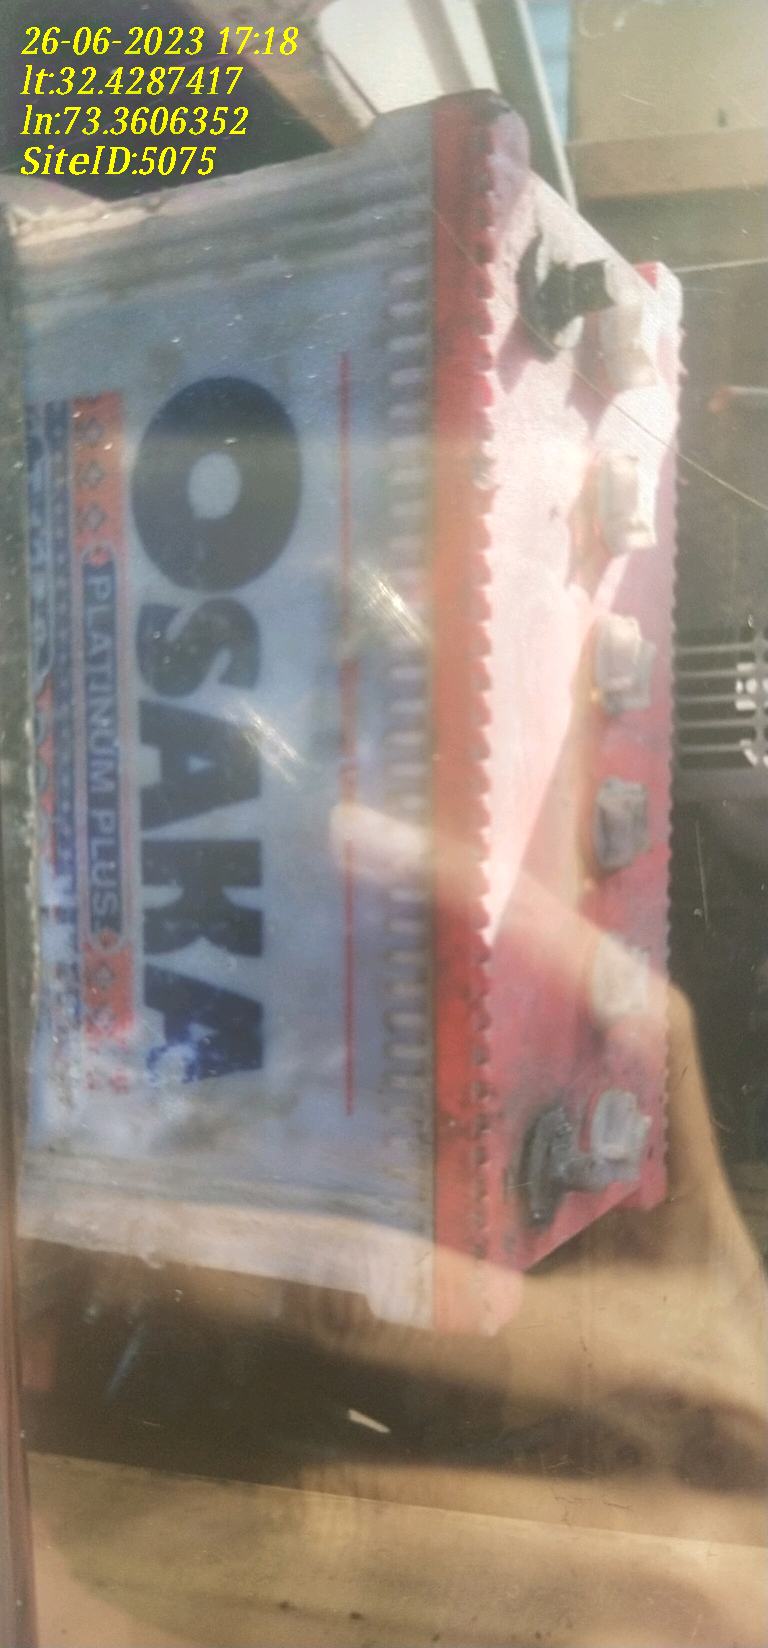 26-06-2023 17:18
lt:32.4287417
ln:73.3606352
SiteID:5075
OSAKA
PLATINUM PLUS